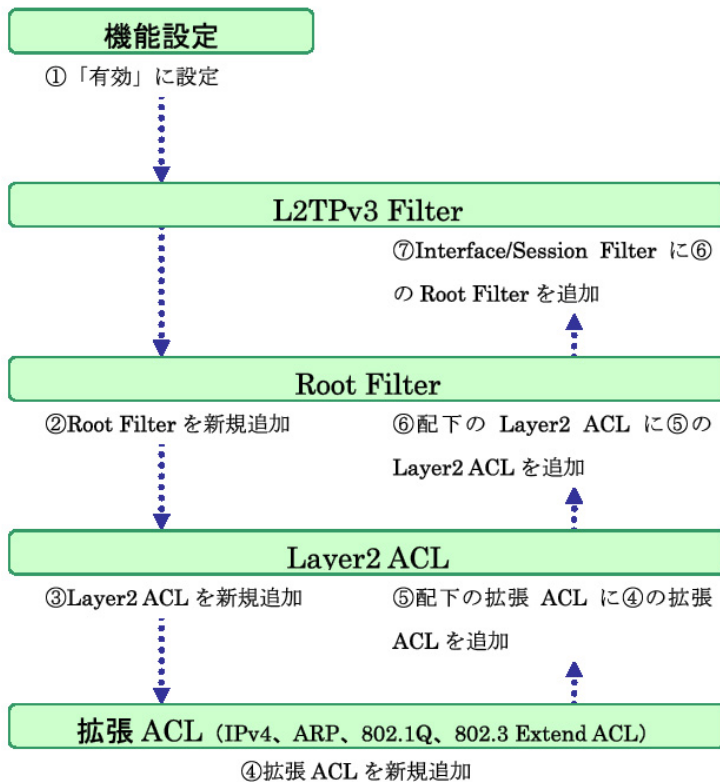 機能設定
①「有効」に設定
L2TPv3 Filter
⑦Interface/Session Filter に⑥
の Root Filter を追加
Root Filter
②Root Filter を新規追加
⑥配下の Layer2 ACL に⑤の
Layer2 ACL を追加
Layer2 ACL
③Layer2 ACL を新規追加
⑤配下の拡張 ACL に④の拡張
ACL を追加
拡張 ACL（IPv4、ARP、802.1Q、802.3 Extend ACL）
④拡張 ACL を新規追加